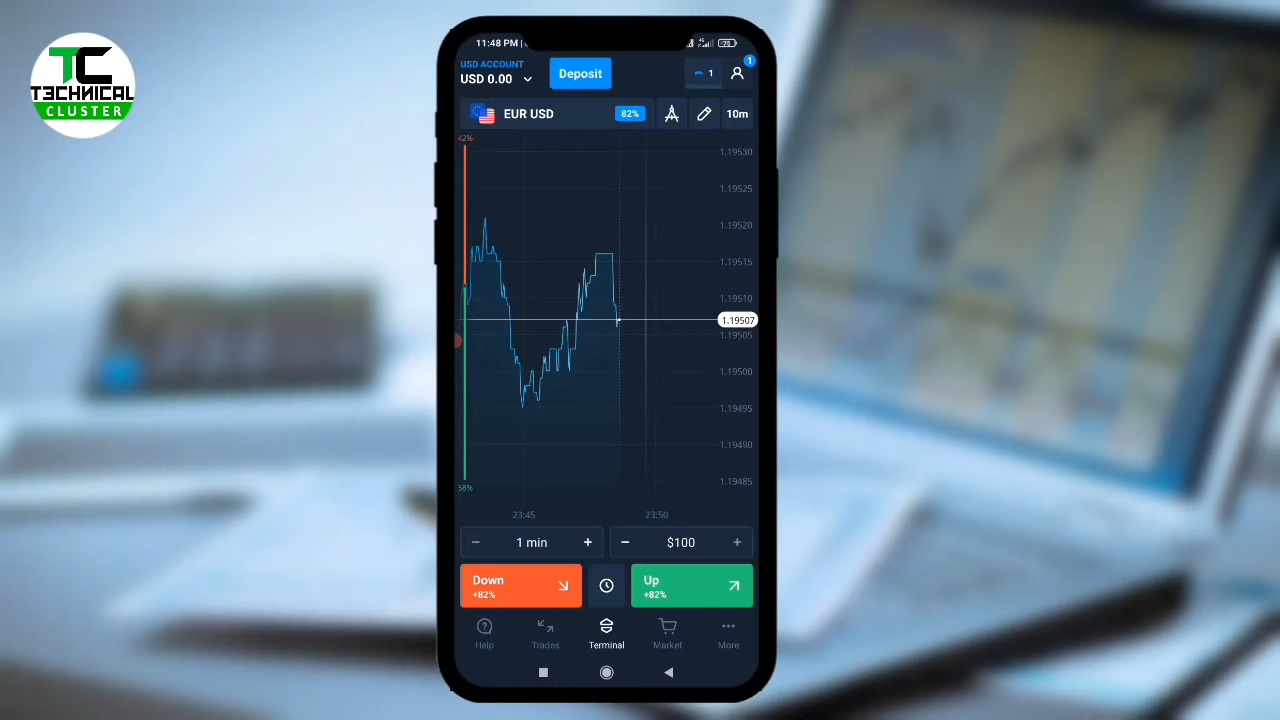 TC
T3CHNICAL
CLUSTER
11:48 PM
USD ACCOUNT
USD 0.00
Deposit
1
1
EUR USD
82%
10m
42%
1.19530
1.19525
1.19520
1.19515
1.19510
1.19507
1.19505
1.19500
1.19495
1.19490
1.19485
58%
23:45
23:50
− 1 min +
− $100 +
Down
+82%
Up
+82%
Help
Trades
Terminal
Market
More